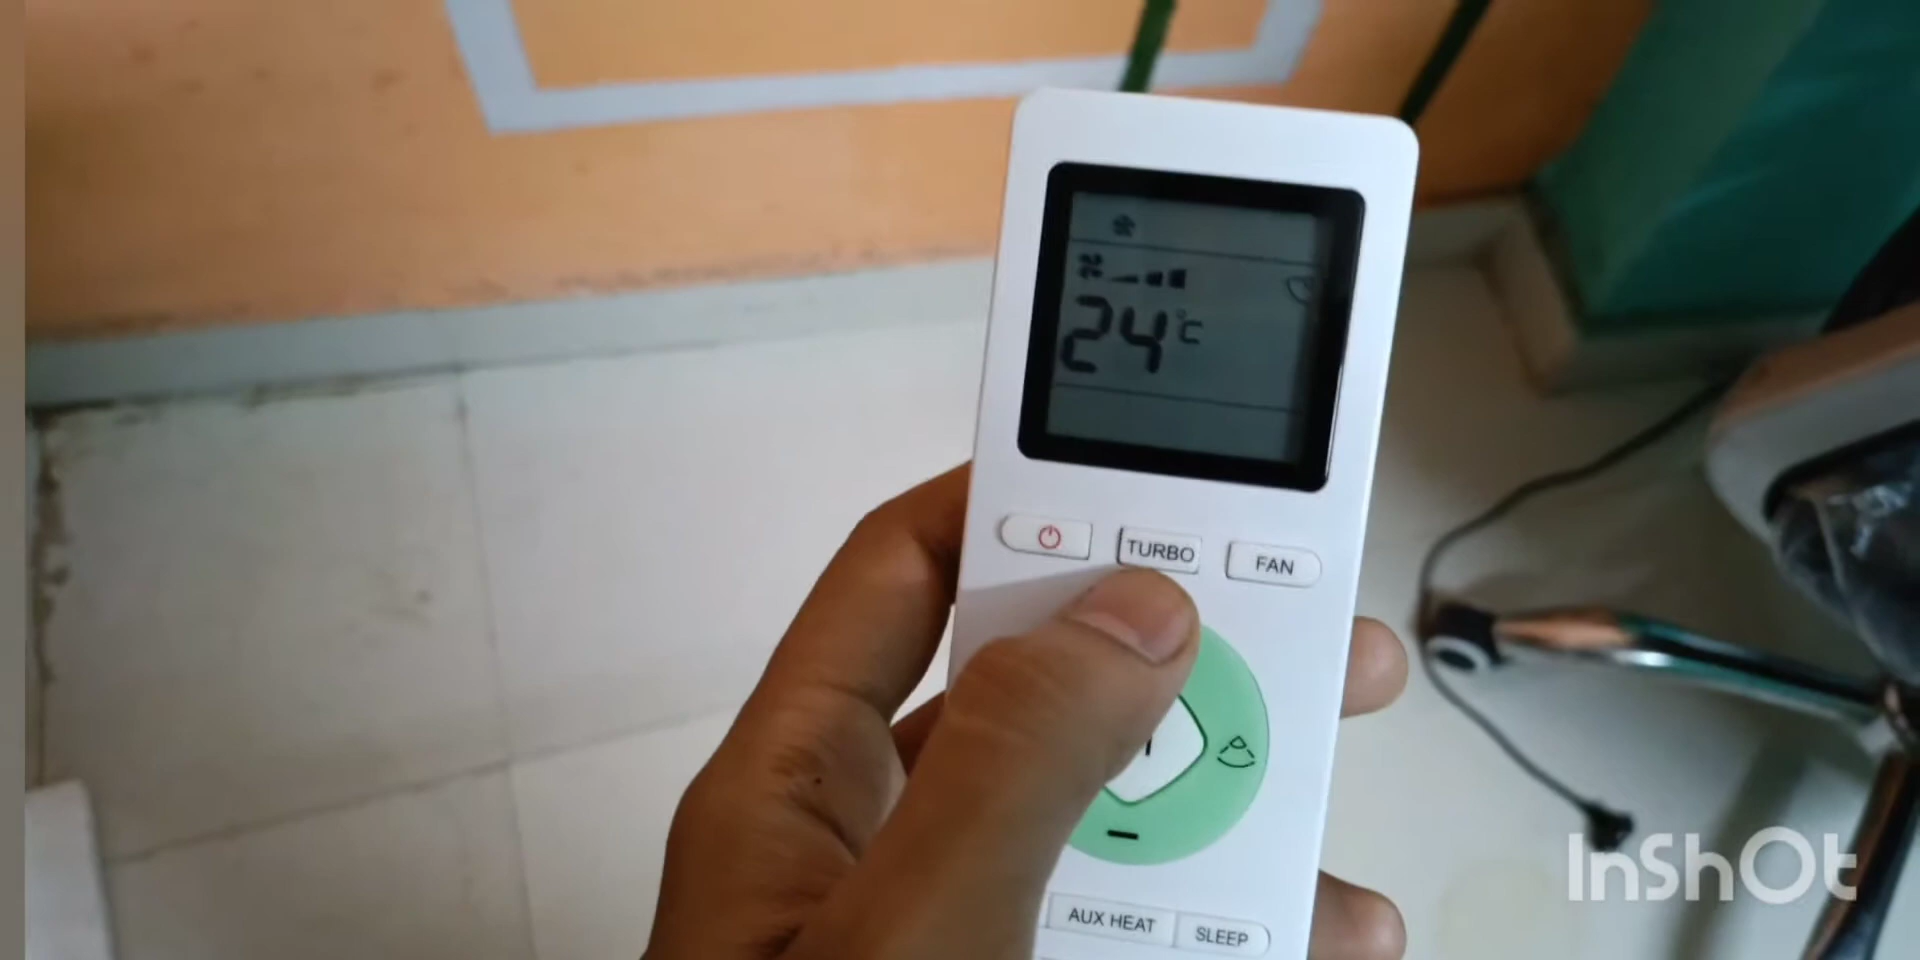 24°C
TURBO
FAN
–
AUX HEAT
SLEEP
InShOt